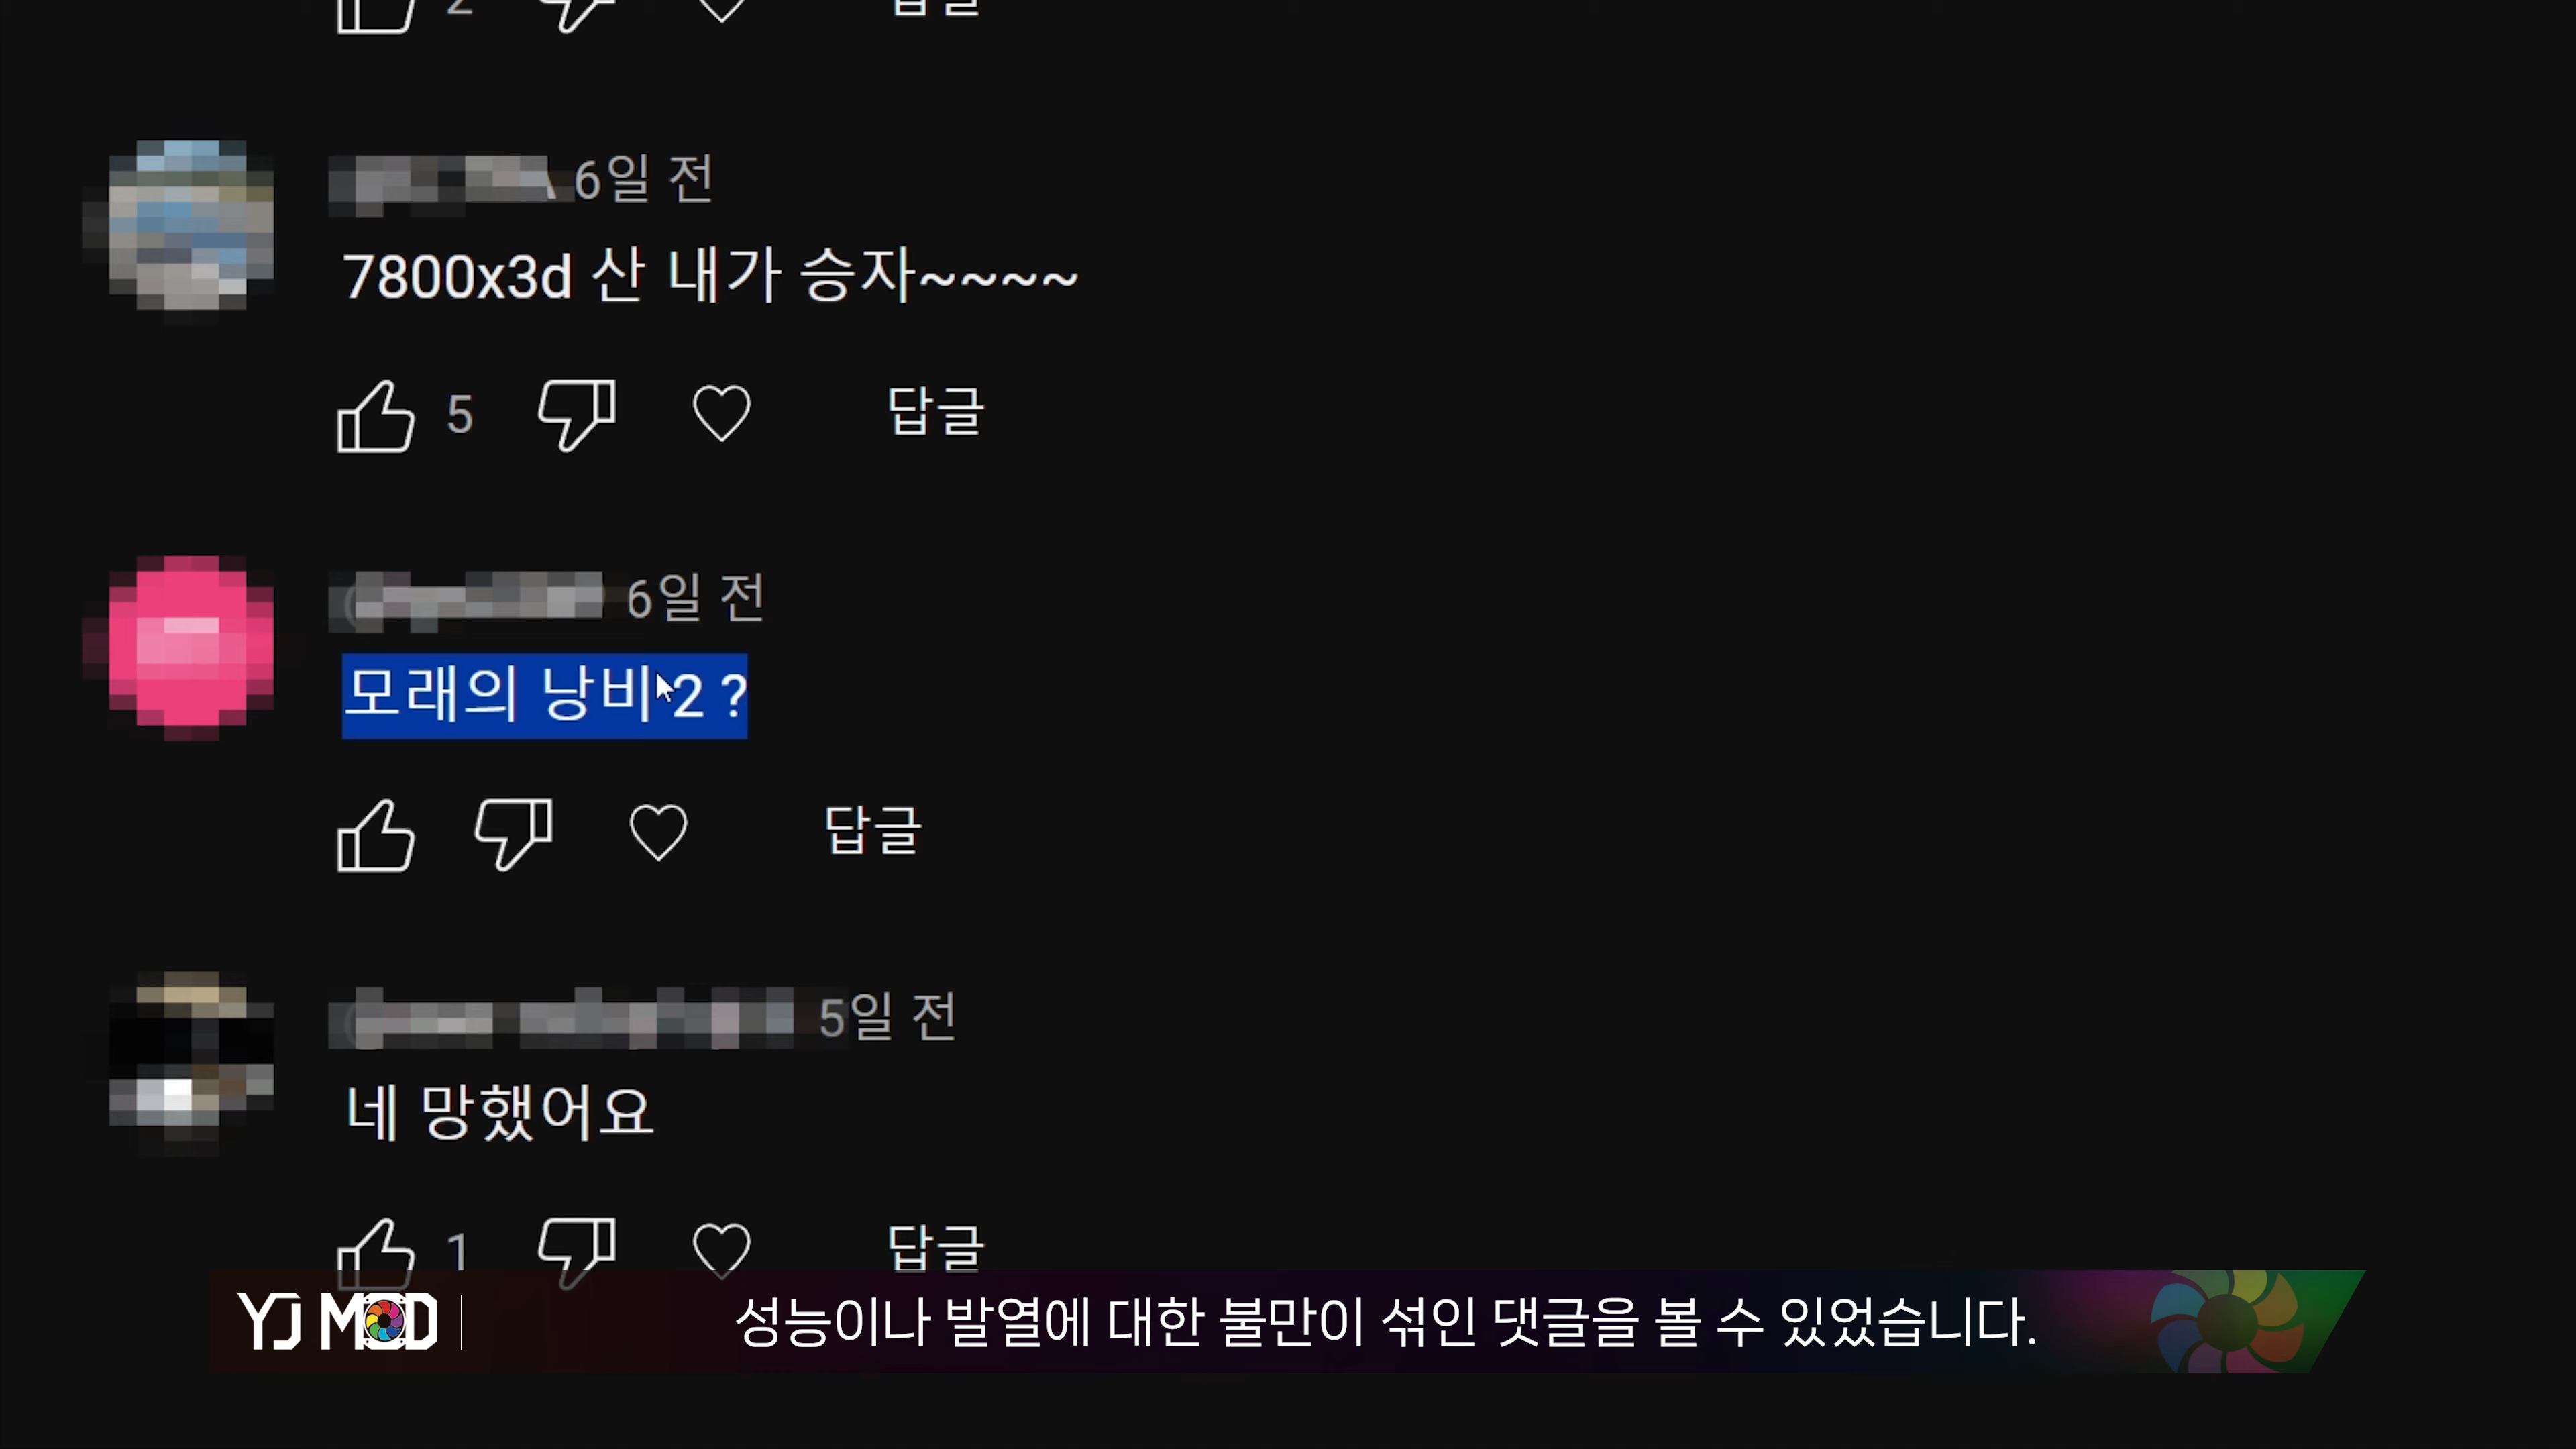 2 답글
6일 전
7800x3d 산 내가 승자~~~~
5 답글
6일 전
모래의 낭비 2 ?
답글
5일 전
네 망했어요
1 답글
YJ MOD
성능이나 발열에 대한 불만이 섞인 댓글을 볼 수 있었습니다.